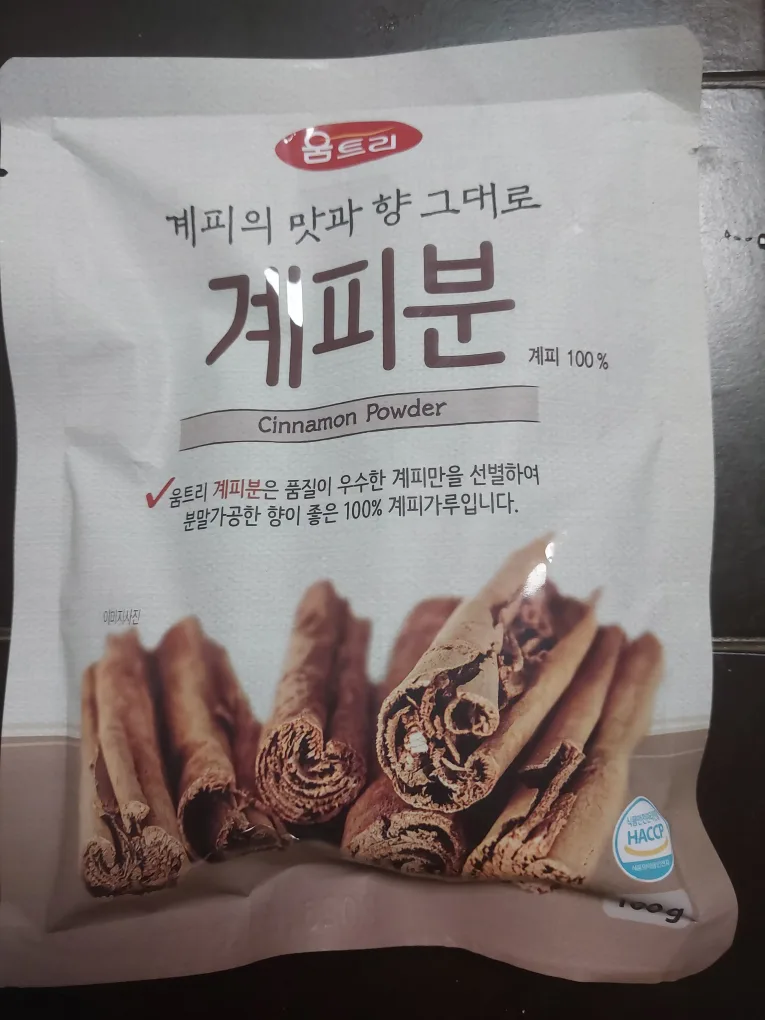 움트리
계피의 맛과 향 그대로
계피분
계피 100%
Cinnamon Powder
움트리 계피분은 품질이 우수한 계피만을 선별하여
분말가공한 향이 좋은 100% 계피가루입니다.
이미지사진
HACCP
100g